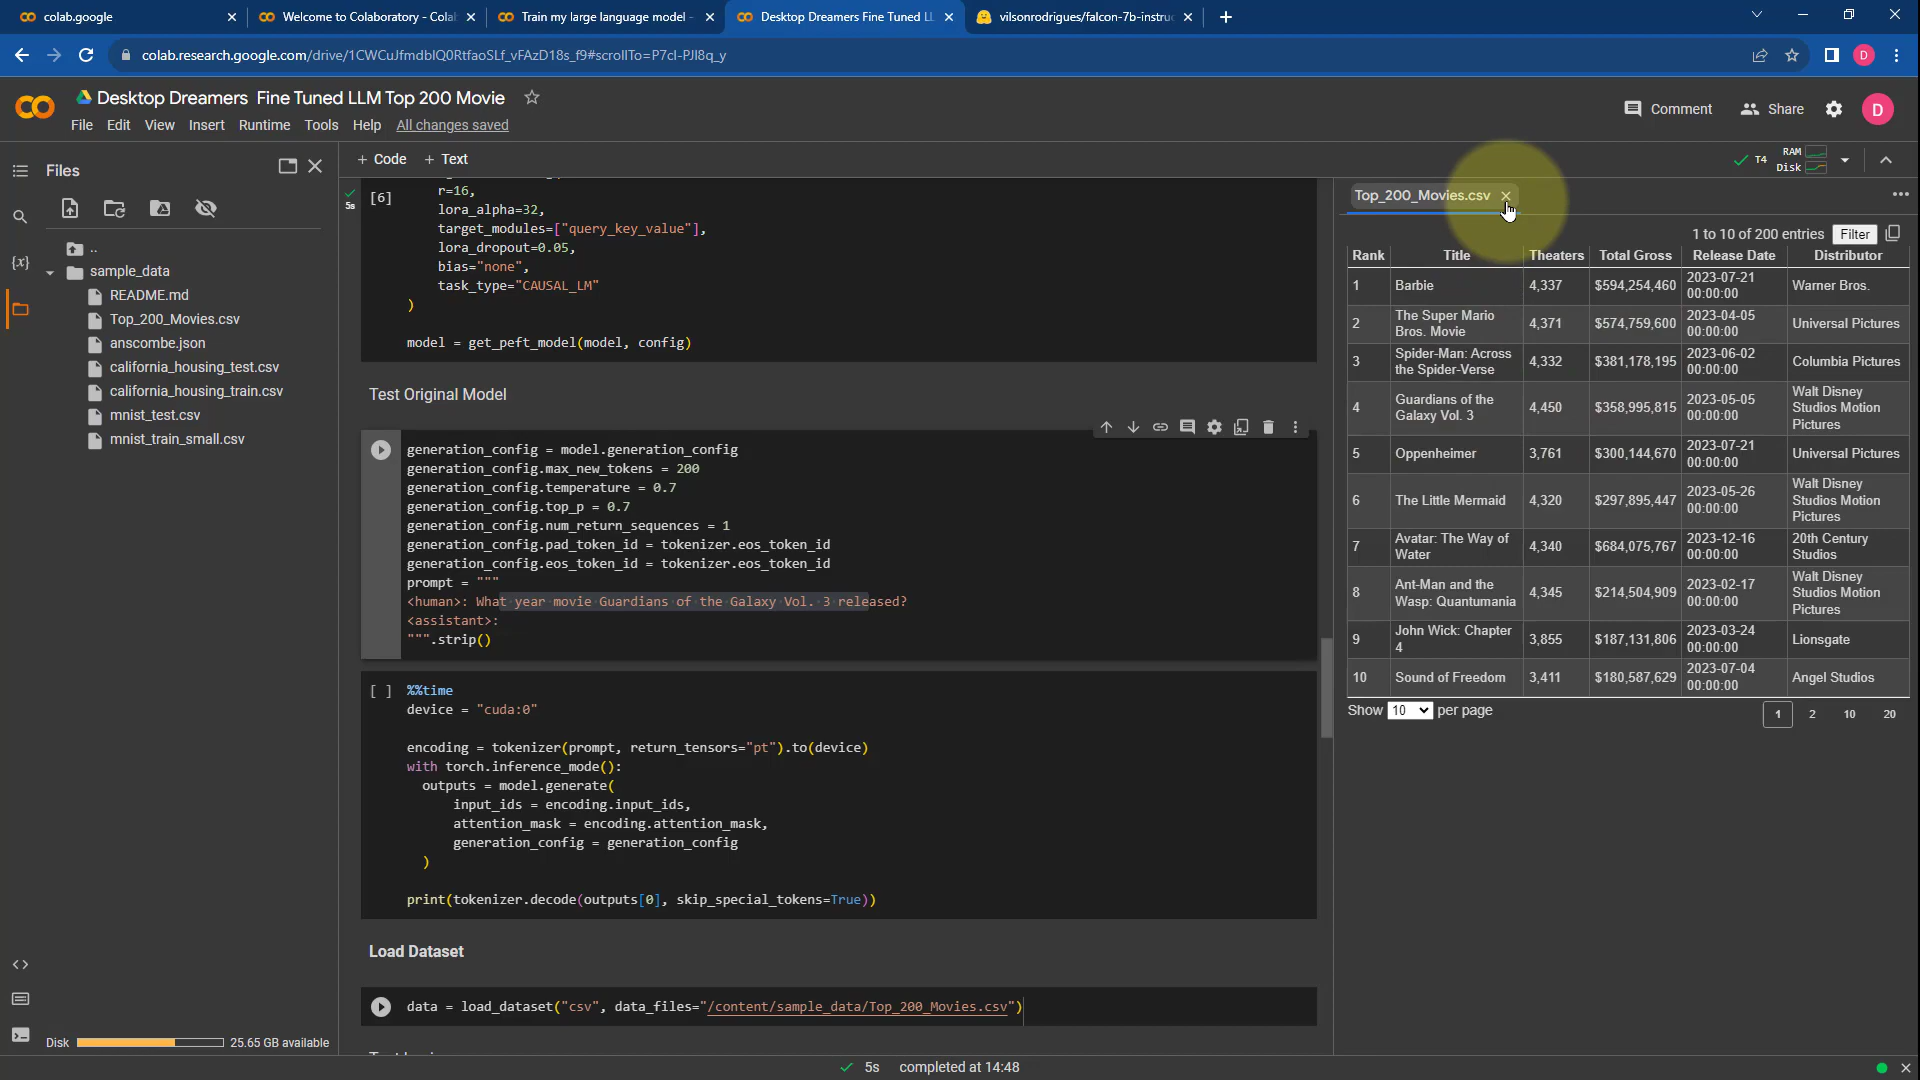 colab.google
Welcome to Colaboratory - Cola
Train my large language model -
Desktop Dreamers Fine Tuned LL
vilsonrodrigues/falcon-7b-instruc
colab.research.google.com/drive/1CWCuJfmdblQ0RtfaoSLf_vFAzD18s_f9#scrollTo=P7cI-PJI8q_y
D
Desktop Dreamers Fine Tuned LLM Top 200 Movie
Comment
Share
D
File Edit View Insert Runtime Tools Help All changes saved
Files
+ Code + Text
T4
RAM
Disk
..
sample_data
README.md
Top_200_Movies.csv
anscombe.json
california_housing_test.csv
california_housing_train.csv
mnist_test.csv
mnist_train_small.csv
{x}
Disk
25.65 GB available
5s
[6]
r=16,
lora_alpha=32,
target_modules=["query_key_value"],
lora_dropout=0.05,
bias="none",
task_type="CAUSAL_LM"
)
model = get_peft_model(model, config)
Test Original Model
generation_config = model.generation_config
generation_config.max_new_tokens = 200
generation_config.temperature = 0.7
generation_config.top_p = 0.7
generation_config.num_return_sequences = 1
generation_config.pad_token_id = tokenizer.eos_token_id
generation_config.eos_token_id = tokenizer.eos_token_id
prompt = """
<human>: What year movie Guardians of the Galaxy Vol. 3 released?
<assistant>:
""".strip()
[ ] %%time
device = "cuda:0"
encoding = tokenizer(prompt, return_tensors="pt").to(device)
with torch.inference_mode():
outputs = model.generate(
input_ids = encoding.input_ids,
attention_mask = encoding.attention_mask,
generation_config = generation_config
)
print(tokenizer.decode(outputs[0], skip_special_tokens=True))
Load Dataset
data = load_dataset("csv", data_files="/content/sample_data/Top_200_Movies.csv")
Top_200_Movies.csv
1 to 10 of 200 entries Filter
Rank Title Theaters Total Gross Release Date Distributor
1 Barbie 4,337 $594,254,460 2023-07-21 00:00:00 Warner Bros.
2 The Super Mario Bros. Movie 4,371 $574,759,600 2023-04-05 00:00:00 Universal Pictures
3 Spider-Man: Across the Spider-Verse 4,332 $381,178,195 2023-06-02 00:00:00 Columbia Pictures
4 Guardians of the Galaxy Vol. 3 4,450 $358,995,815 2023-05-05 00:00:00 Walt Disney Studios Motion Pictures
5 Oppenheimer 3,761 $300,144,670 2023-07-21 00:00:00 Universal Pictures
6 The Little Mermaid 4,320 $297,895,447 2023-05-26 00:00:00 Walt Disney Studios Motion Pictures
7 Avatar: The Way of Water 4,340 $684,075,767 2023-12-16 00:00:00 20th Century Studios
8 Ant-Man and the Wasp: Quantumania 4,345 $214,504,909 2023-02-17 00:00:00 Walt Disney Studios Motion Pictures
9 John Wick: Chapter 4 3,855 $187,131,806 2023-03-24 00:00:00 Lionsgate
10 Sound of Freedom 3,411 $180,587,629 2023-07-04 00:00:00 Angel Studios
Show 10 per page
1 2 10 20
5s completed at 14:48